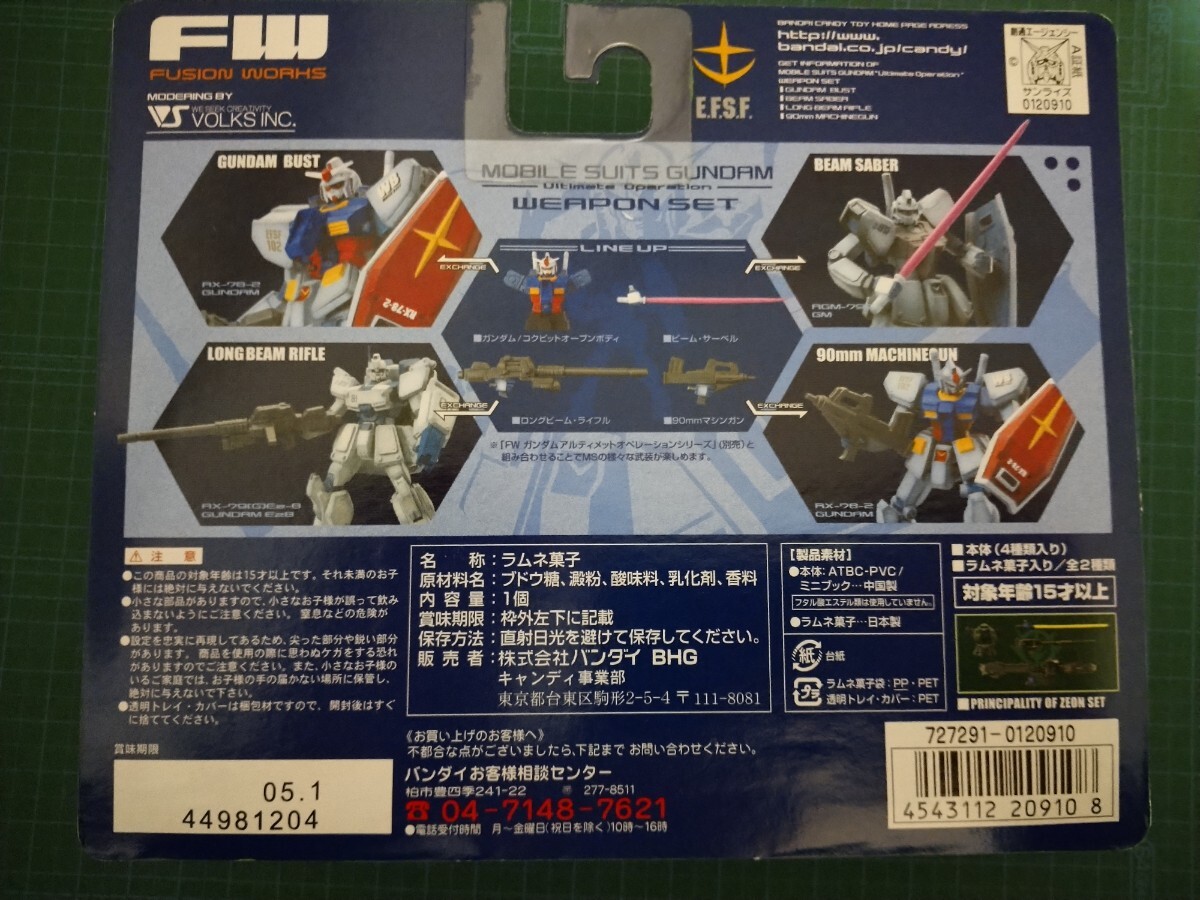 FW
FUSION WORKS
MODERING BY
WE SEEK CREATIVITY
VS VOLKS INC.
E.F.S.F.
BANDAI CANDY TOY HOME PAGE ADRESS
http://www.
bandai.co.jp/candy/
GET INFORMATION OF
MOBILE SUITS GUNDAM "Ultimate Operation"
WEAPON SET
GUNDAM BUST
BEAM SABER
LONG BEAM RIFLE
90mm MACHINEGUN
創通エージェンシー
A証紙
サンライズ
0120910
MOBILE SUITS GUNDAM
Ultimate Operation
WEAPON SET
GUNDAM BUST
RX-78-2
GUNDAM
BEAM SABER
RGM-79
GM
LINE UP
EXCHANGE
EXCHANGE
■ガンダム/コクピットオープンボディ
■ビーム・サーベル
LONG BEAM RIFLE
RX-79[G]Ez-8
GUNDAM Ez8
90mm MACHINEGUN
RX-78-2
GUNDAM
EXCHANGE
EXCHANGE
■ロングビーム・ライフル
■90mmマシンガン
※「FW ガンダムアルティメットオペレーションシリーズ」(別売)と
組み合わせることでMSの様々な武装が楽しめます。
⚠注意
●この商品の対象年齢は15才以上です。それ未満のお子
様には絶対に与えないでください。
●小さな部品がありますので、小さなお子様が誤って飲み
込まないようにご注意ください。窒息などの危険が
あります。
●設定を忠実に再現してあるため、尖った部分や鋭い部分
があります。商品を使用の際に思わぬケガをする恐れ
がありますのでご注意ください。また、小さなお子様の
いるご家庭では、お子様の手の届かない場所に保管し、
絶対に与えないで下さい。
●透明トレイ・カバーは梱包材ですので、開封後はすぐ
に捨ててください。
名称:ラムネ菓子
原材料名:ブドウ糖、澱粉、酸味料、乳化剤、香料
内容量:1個
賞味期限:枠外左下に記載
保存方法:直射日光を避けて保存してください。
販売者:株式会社バンダイ BHG
キャンディ事業部
東京都台東区駒形2-5-4 〒111-8081
【製品素材】
●本体:ATBC-PVC/
ミニブック…中国製
フタル酸エステル類は使用していません。
●ラムネ菓子…日本製
紙 台紙
プラ ラムネ菓子袋:PP・PET
透明トレイ・カバー:PET
■本体(4種類入り)
■ラムネ菓子入り/全2種類
対象年齢15才以上
■PRINCIPALITY OF ZEON SET
賞味期限
05.1
44981204
《お買い上げのお客様へ》
不都合な点がございましたら、下記まで お問い合わせください。
バンダイお客様相談センター
柏市豊四季241-22 〠 277-8511
☎ 04-7148-7621
●電話受付時間 月〜金曜日(祝日を除く)10時〜16時
727291-0120910
4543112 20910 8